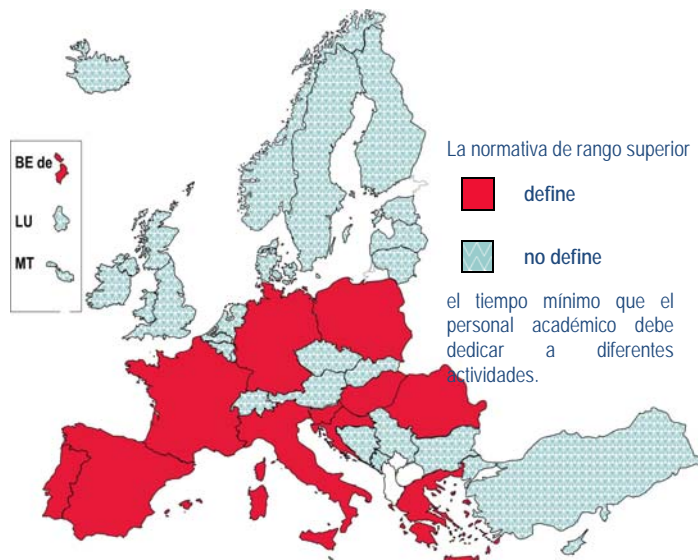 BE de
LU
MT
La normativa de rango superior
define
no define
el tiempo mínimo que el
personal académico debe
dedicar a diferentes
actividades.